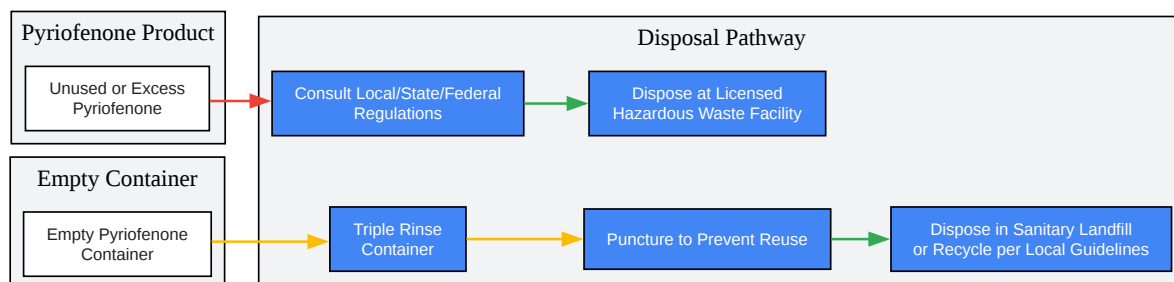 Pyriofenone Product
Unused or Excess
Pyriofenone
Disposal Pathway
Consult Local/State/Federal
Regulations
Dispose at Licensed
Hazardous Waste Facility
Empty Container
Empty Pyriofenone
Container
Triple Rinse
Container
Puncture to Prevent Reuse
Dispose in Sanitary Landfill
or Recycle per Local Guidelines